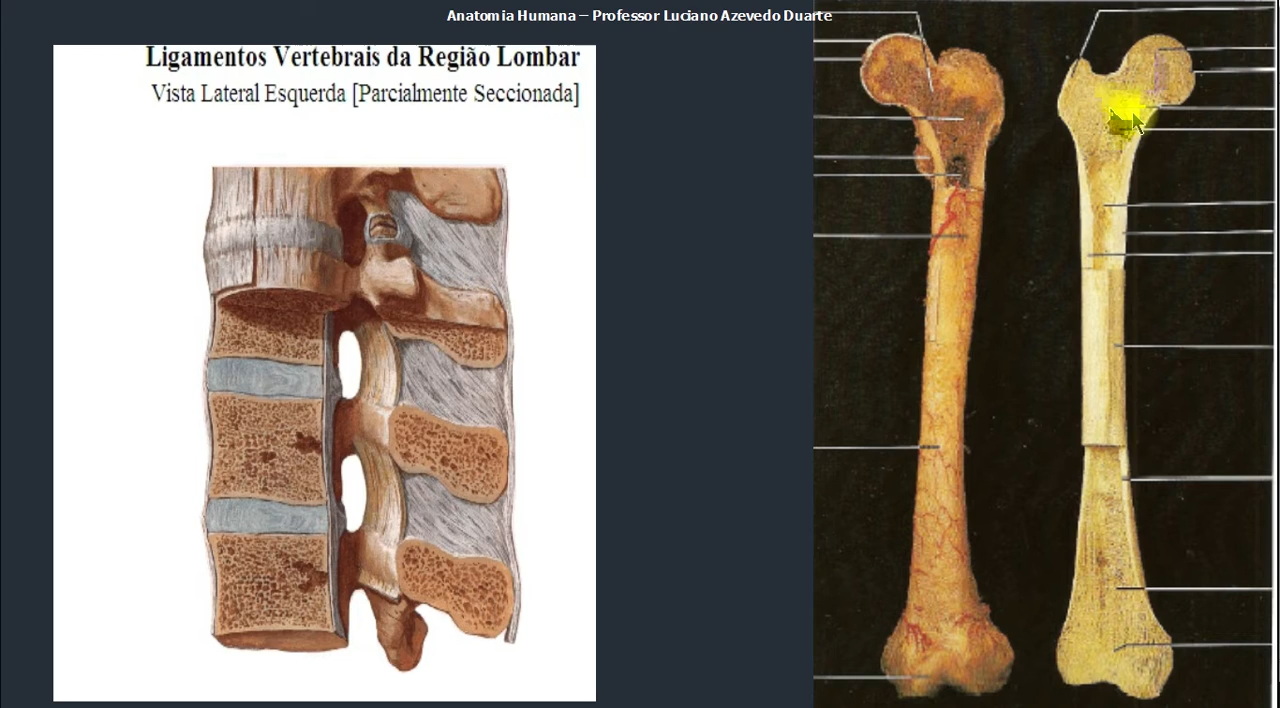 Anatomia Humana – Professor Luciano Azevedo Duarte
Ligamentos Vertebrais da Região Lombar
Vista Lateral Esquerda [Parcialmente Seccionada]